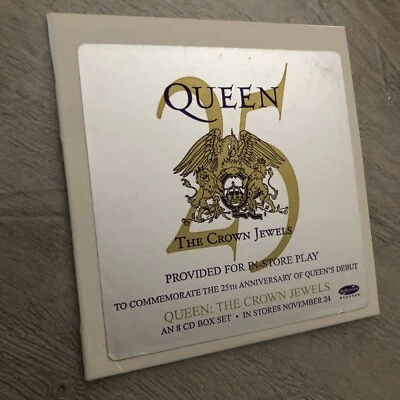 QUEEN
25
THE CROWN JEWELS
PROVIDED FOR IN-STORE PLAY
TO COMMEMORATE THE 25TH ANNIVERSARY OF QUEEN'S DEBUT
QUEEN: THE CROWN JEWELS
AN 8 CD BOX SET • IN STORES NOVEMBER 24
RECORDS